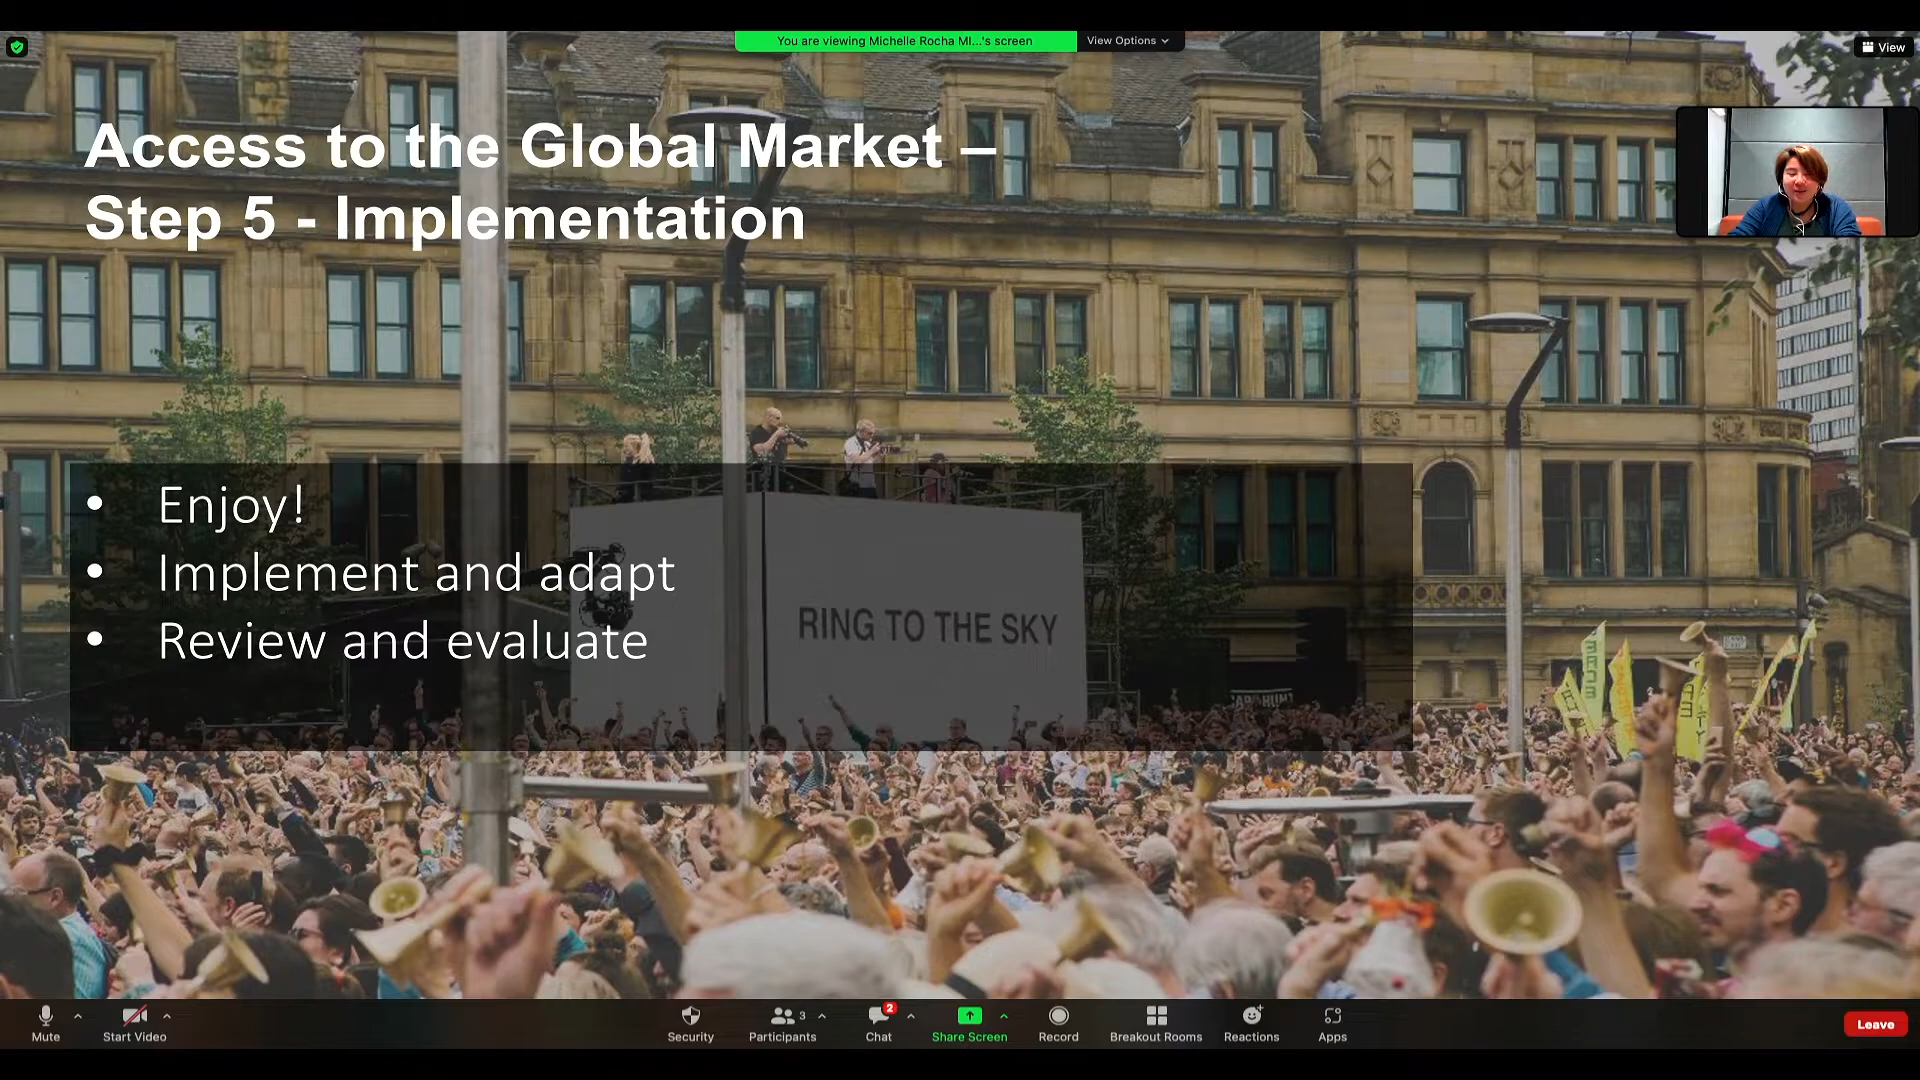 You are viewing Michelle Rocha MI...'s screen
View Options
View
Access to the Global Market –
Step 5 - Implementation
• Enjoy!
• Implement and adapt
• Review and evaluate
RING TO THE SKY
Mute
Start Video
Security
Participants
3
Chat
2
Share Screen
Record
Breakout Rooms
Reactions
Apps
Leave